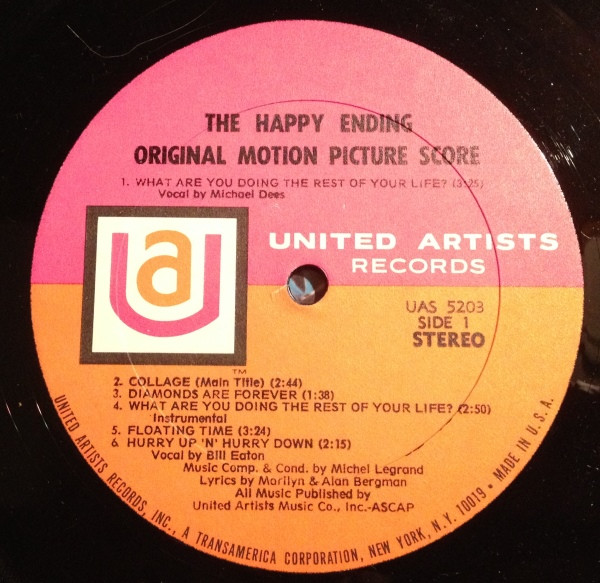 THE HAPPY ENDING
ORIGINAL MOTION PICTURE SCORE
1. WHAT ARE YOU DOING THE REST OF YOUR LIFE? (3:25)
Vocal by Michael Dees
ua
UNITED ARTISTS
RECORDS
UAS 5203
SIDE 1
STEREO
TM
2. COLLAGE (Main Title) (2:44)
3. DIAMONDS ARE FOREVER (1:38)
4. WHAT ARE YOU DOING THE REST OF YOUR LIFE? (2:50)
Instrumental
5. FLOATING TIME (3:24)
6. HURRY UP 'N' HURRY DOWN (2:15)
Vocal by Bill Eaton
Music Comp. & Cond. by Michel Legrand
Lyrics by Marilyn & Alan Bergman
All Music Published by
United Artists Music Co., Inc.-ASCAP
UNITED ARTISTS RECORDS, INC., A TRANSAMERICA CORPORATION, NEW YORK, N.Y. 10019 • MADE IN U.S.A.